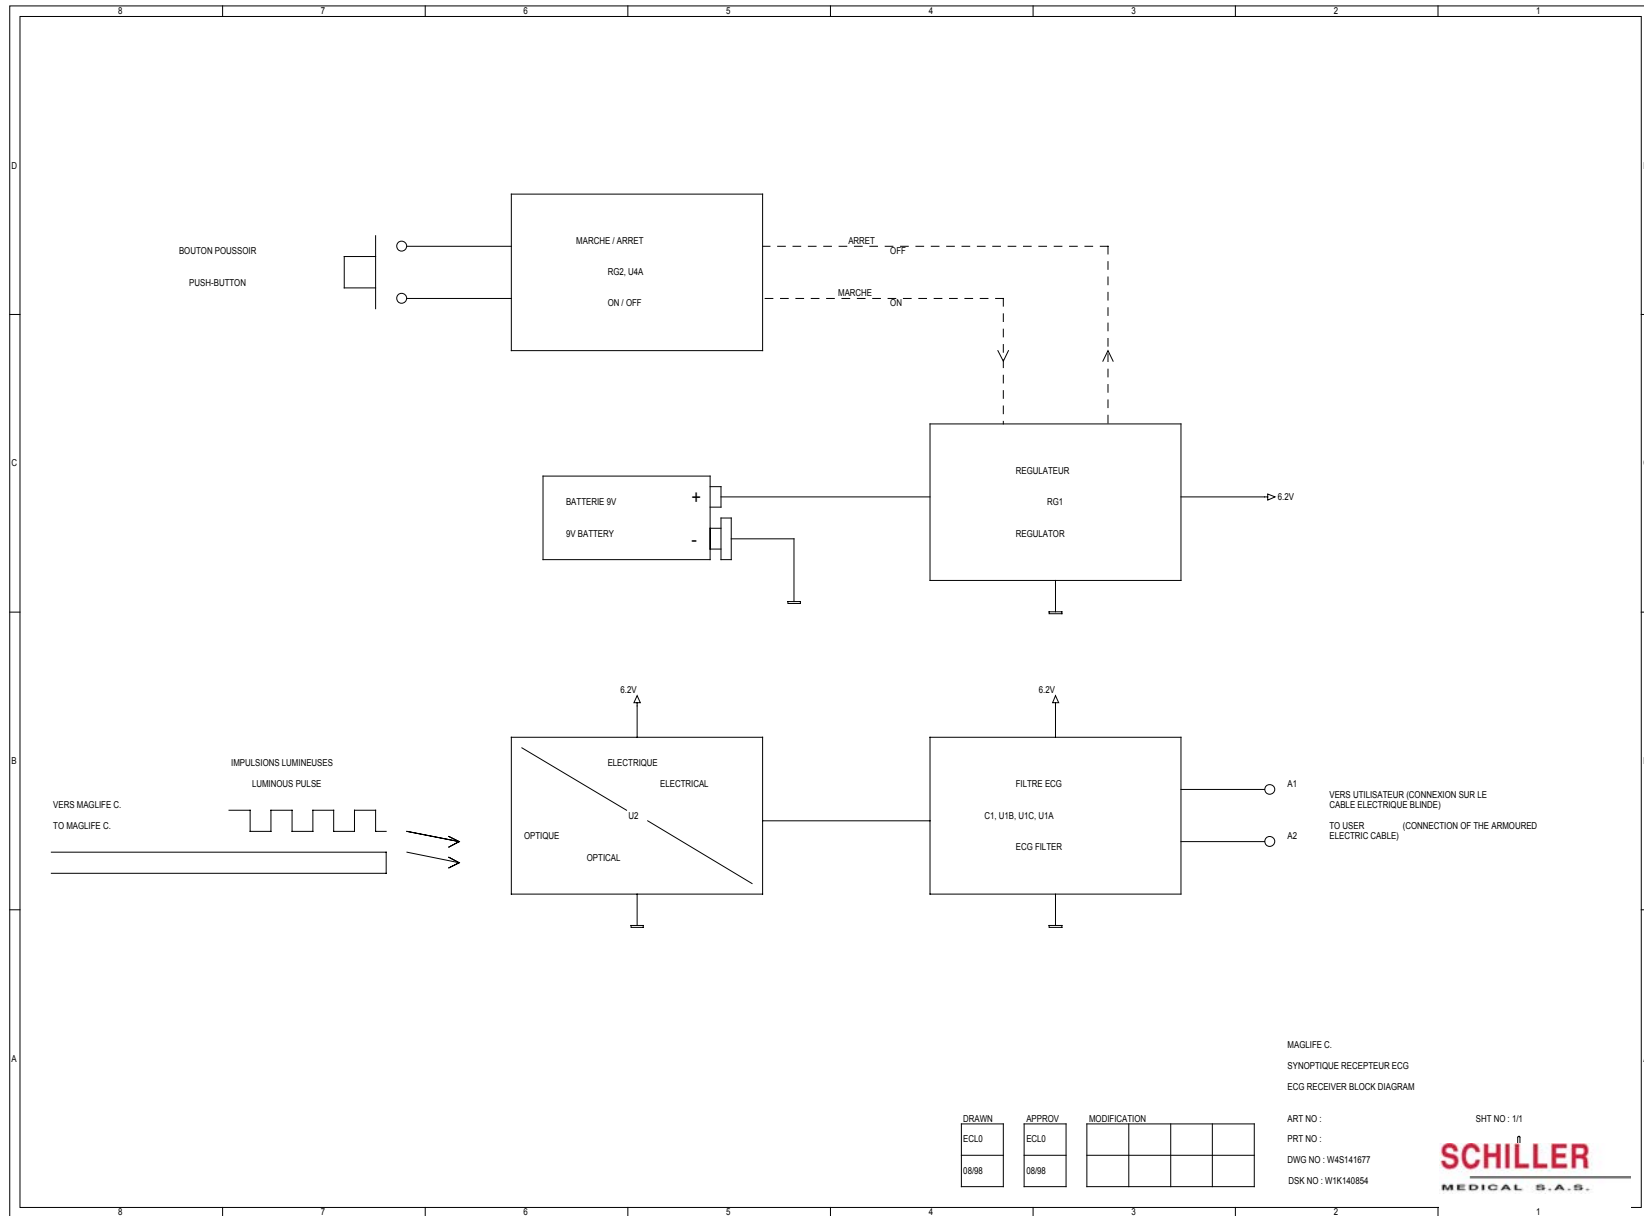 8 7 6 5 4 3 2 1
D
BOUTON POUSSOIR
PUSH-BUTTON
MARCHE / ARRET
RG2, U4A
ON / OFF
ARRET
OFF
MARCHE
ON
C
BATTERIE 9V
+
9V BATTERY
-
REGULATEUR
RG1
REGULATOR
6.2V
B
IMPULSIONS LUMINEUSES
LUMINOUS PULSE
VERS MAGLIFE C.
TO MAGLIFE C.
6.2V
ELECTRIQUE
ELECTRICAL
U2
OPTIQUE
OPTICAL
6.2V
FILTRE ECG
C1, U1B, U1C, U1A
ECG FILTER
A1
A2
VERS UTILISATEUR (CONNEXION SUR LE
CABLE ELECTRIQUE BLINDE)
TO USER (CONNECTION OF THE ARMOURED
ELECTRIC CABLE)
A
MAGLIFE C.
SYNOPTIQUE RECEPTEUR ECG
ECG RECEIVER BLOCK DIAGRAM
DRAWN APPROV MODIFICATION
ECL0 ECL0
08/98 08/98
ART NO :
SHT NO : 1/1
PRT NO :
DWG NO : W4S141677
DSK NO : W1K140854
SCHILLER
MEDICAL S.A.S.
8 7 6 5 4 3 2 1